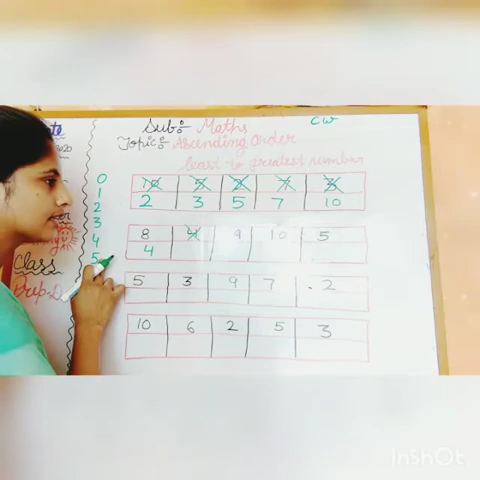 Sub: Maths
CW
Topic: Ascending Order
least to greatest number
0
1
2
3
4
5
10 5 2 7 3
2 3 5 7 10
8 4 9 10 5
4
5 3 9 7 2
10 6 2 5 3
Class
Prep-D
InShOt